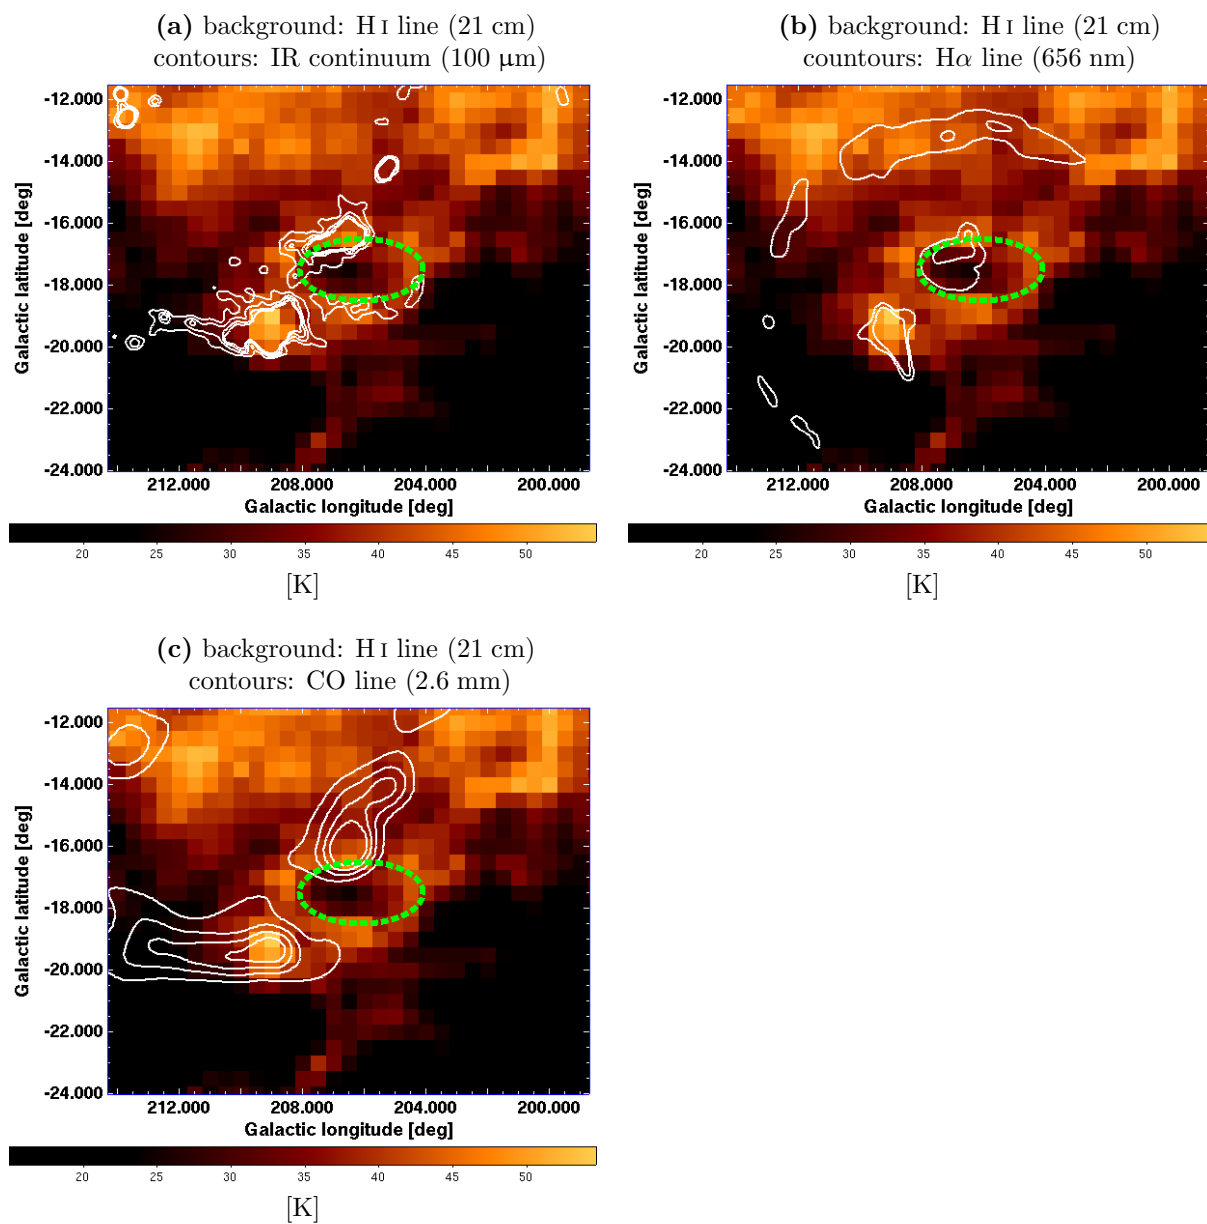 (a) background: H I line (21 cm)
contours: IR continuum (100 μm)
-12.000
-14.000
-16.000
-18.000
-20.000
-22.000
-24.000
Galactic latitude [deg]
212.000 208.000 204.000 200.000
Galactic longitude [deg]
20 25 30 35 40 45 50
[K]
(b) background: H I line (21 cm)
countours: Hα line (656 nm)
-12.000
-14.000
-16.000
-18.000
-20.000
-22.000
-24.000
Galactic latitude [deg]
212.000 208.000 204.000 200.000
Galactic longitude [deg]
20 25 30 35 40 45 50
[K]
(c) background: H I line (21 cm)
contours: CO line (2.6 mm)
-12.000
-14.000
-16.000
-18.000
-20.000
-22.000
-24.000
Galactic latitude [deg]
212.000 208.000 204.000 200.000
Galactic longitude [deg]
20 25 30 35 40 45 50
[K]